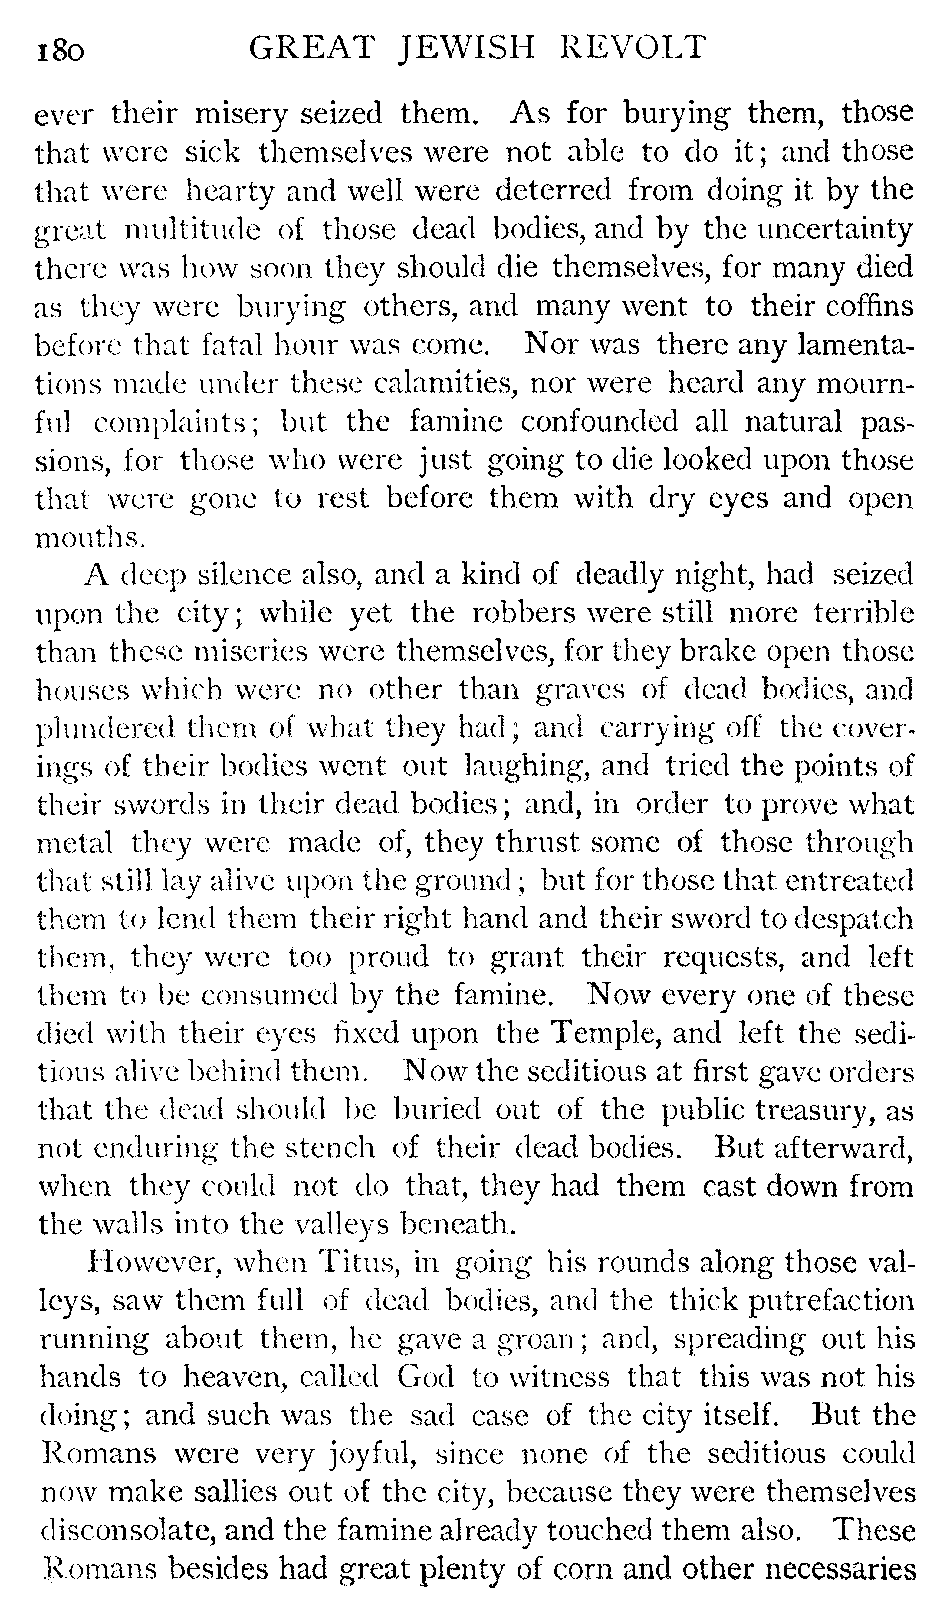 180 GREAT JEWISH REVOLT
ever their misery seized them. As for burying them, those
that were sick themselves were not able to do it; and those
that were hearty and well were deterred from doing it by the
great multitude of those dead bodies, and by the uncertainty
there was how soon they should die themselves, for many died
as they were burying others, and many went to their coffins
before that fatal hour was come. Nor was there any lamenta-
tions made under these calamities, nor were heard any mourn-
ful complaints; but the famine confounded all natural pas-
sions, for those who were just going to die looked upon those
that were gone to rest before them with dry eyes and open
mouths.
A deep silence also, and a kind of deadly night, had seized
upon the city; while yet the robbers were still more terrible
than these miseries were themselves, for they brake open those
houses which were no other than graves of dead bodies, and
plundered them of what they had; and carrying off the cover-
ings of their bodies went out laughing, and tried the points of
their swords in their dead bodies; and, in order to prove what
metal they were made of, they thrust some of those through
that still lay alive upon the ground; but for those that entreated
them to lend them their right hand and their sword to despatch
them, they were too proud to grant their requests, and left
them to be consumed by the famine. Now every one of these
died with their eyes fixed upon the Temple, and left the sedi-
tious alive behind them. Now the seditious at first gave orders
that the dead should be buried out of the public treasury, as
not enduring the stench of their dead bodies. But afterward,
when they could not do that, they had them cast down from
the walls into the valleys beneath.
However, when Titus, in going his rounds along those val-
leys, saw them full of dead bodies, and the thick putrefaction
running about them, he gave a groan; and, spreading out his
hands to heaven, called God to witness that this was not his
doing; and such was the sad case of the city itself. But the
Romans were very joyful, since none of the seditious could
now make sallies out of the city, because they were themselves
disconsolate, and the famine already touched them also. These
Romans besides had great plenty of corn and other necessaries